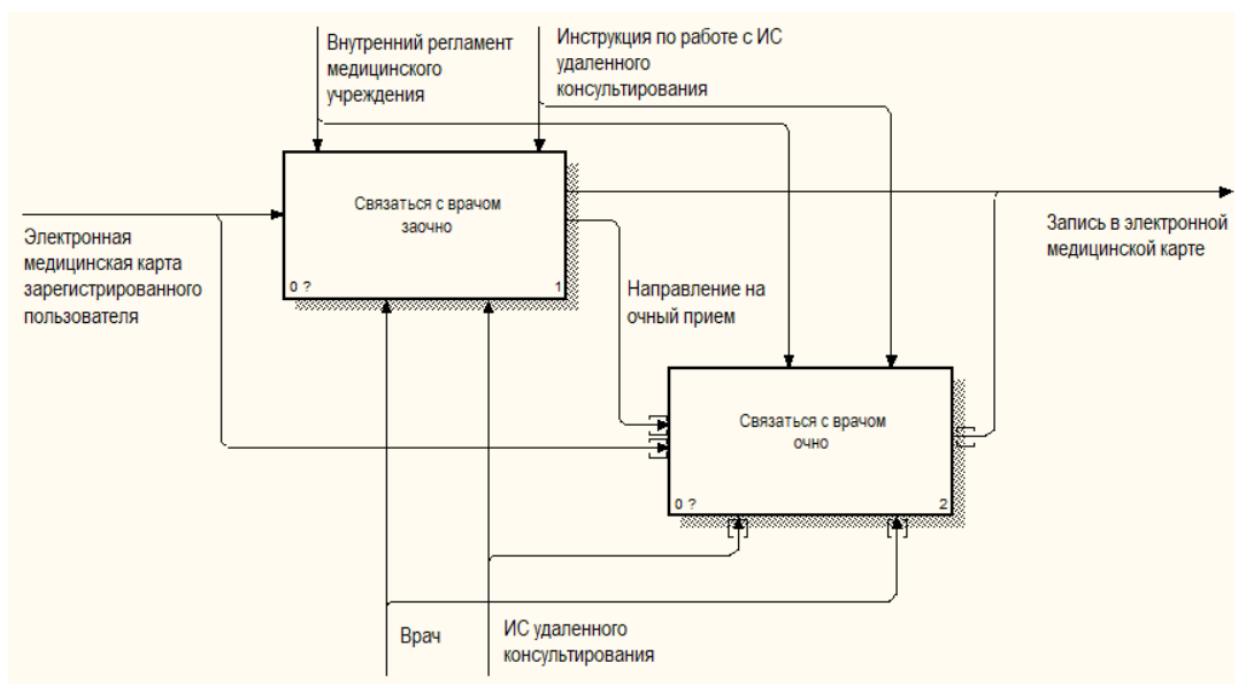 Внутренний регламент
медицинского
учреждения
Инструкция по работе с ИС
удаленного
консультирования
Связаться с врачом
заочно
0 ?
1
Электронная
медицинская карта
зарегистрированного
пользователя
Запись в электронной
медицинской карте
Направление на
очный прием
Связаться с врачом
очно
0 ?
2
Врач
ИС удаленного
консультирования